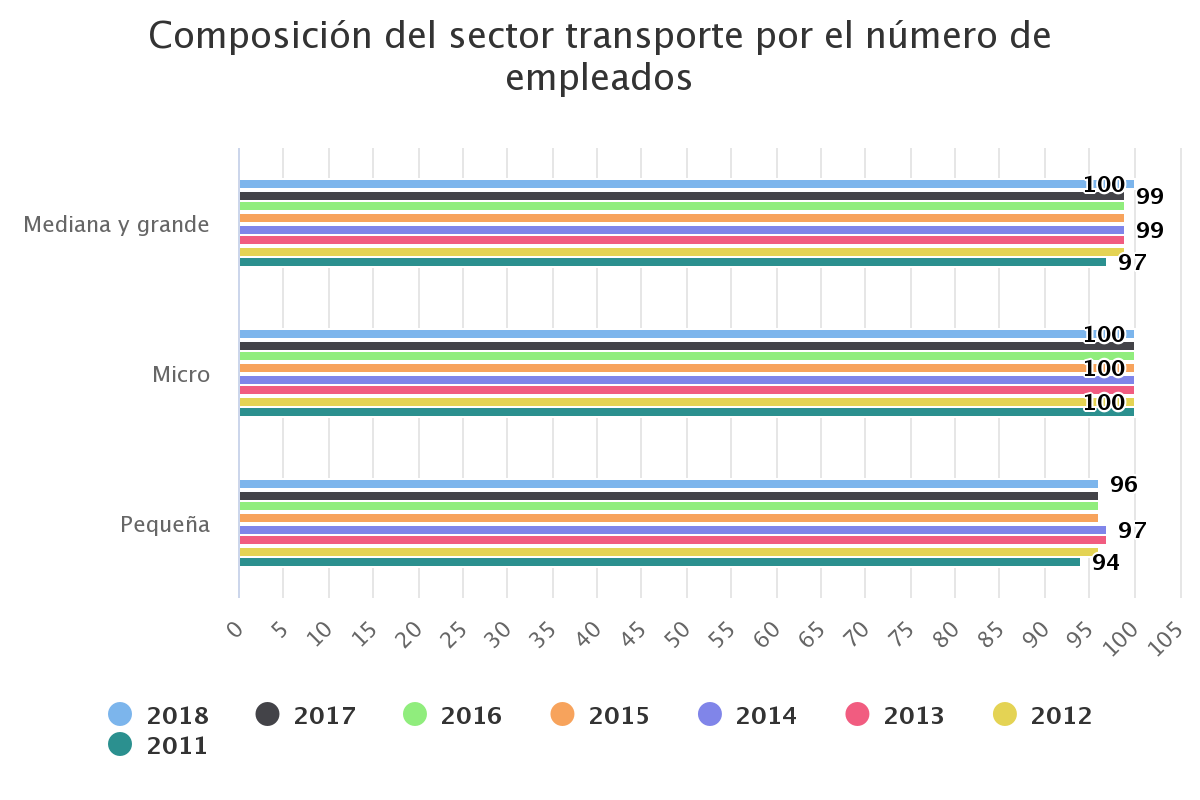 Composición del sector transporte por el número de
empleados
Mediana y grande
100
99
99
97
Micro
100
100
100
Pequeña
96
97
94
0 5 10 15 20 25 30 35 40 45 50 55 60 65 70 75 80 85 90 95 100 105
2018 2017 2016 2015 2014 2013 2012
2011